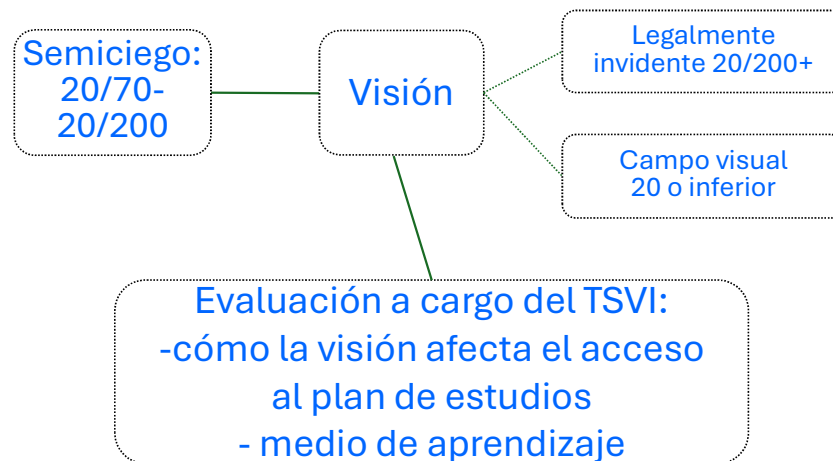 Semiciego:
20/70-
20/200
Visión
Legalmente
invidente 20/200+
Campo visual
20 o inferior
Evaluación a cargo del TSVI:
-cómo la visión afecta el acceso
al plan de estudios
- medio de aprendizaje